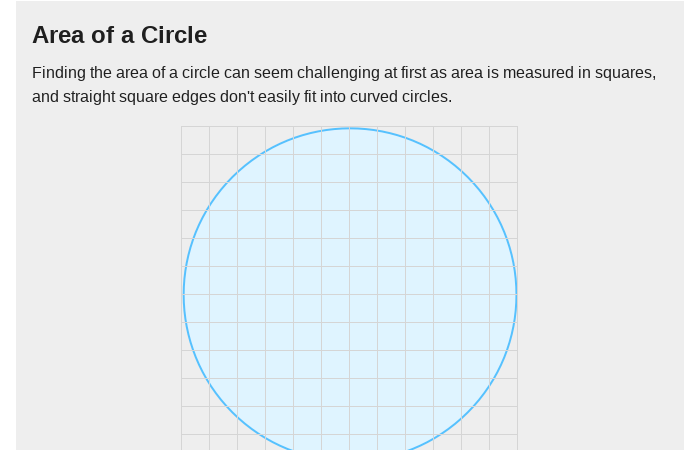 Area of a Circle
Finding the area of a circle can seem challenging at first as area is measured in squares,
and straight square edges don't easily fit into curved circles.